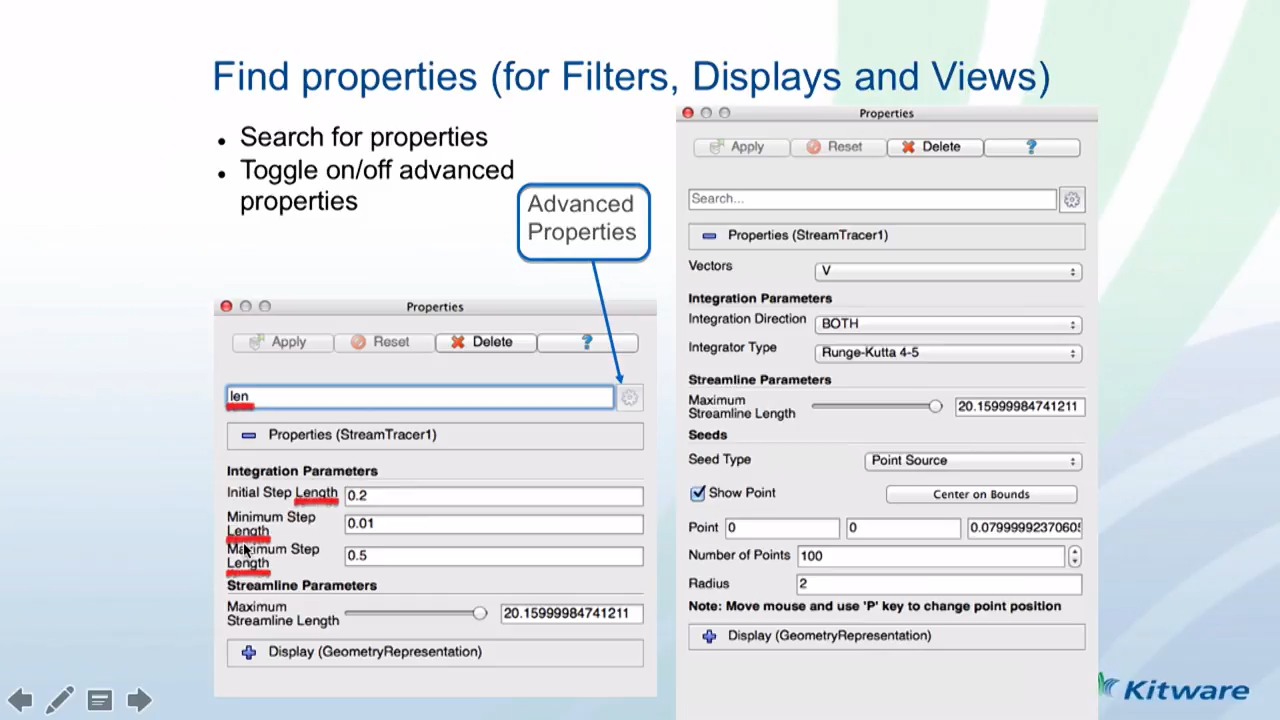 Find properties (for Filters, Displays and Views)
• Search for properties
• Toggle on/off advanced
properties
Advanced
Properties
Properties
Apply
Reset
Delete
?
len
Properties (StreamTracer1)
Integration Parameters
Initial Step Length 0.2
Minimum Step
Length
0.01
Maximum Step
Length
0.5
Streamline Parameters
Maximum
Streamline Length
20.15999984741211
Display (GeometryRepresentation)
Properties
Apply
Reset
Delete
?
Search...
Properties (StreamTracer1)
Vectors V
Integration Parameters
Integration Direction BOTH
Integrator Type Runge-Kutta 4-5
Streamline Parameters
Maximum
Streamline Length
20.15999984741211
Seeds
Seed Type Point Source
Show Point Center on Bounds
Point 0 0 0.0799999237060
Number of Points 100
Radius 2
Note: Move mouse and use 'P' key to change point position
Display (GeometryRepresentation)
Kitware